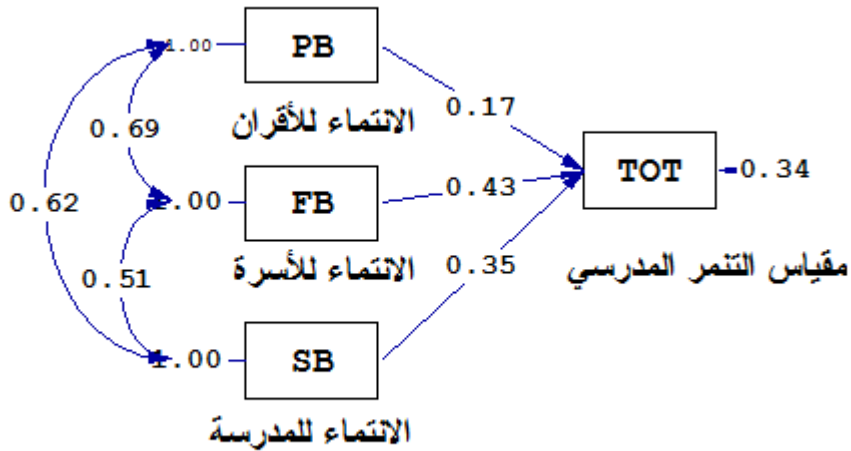 1.00
PB
الانتماء للأقران
0.17
0.69
0.62
TOT
0.34
مقياس التنمر المدرسي
1.00
FB
0.43
الانتماء للأسرة
0.35
0.51
1.00
SB
الانتماء للمدرسة